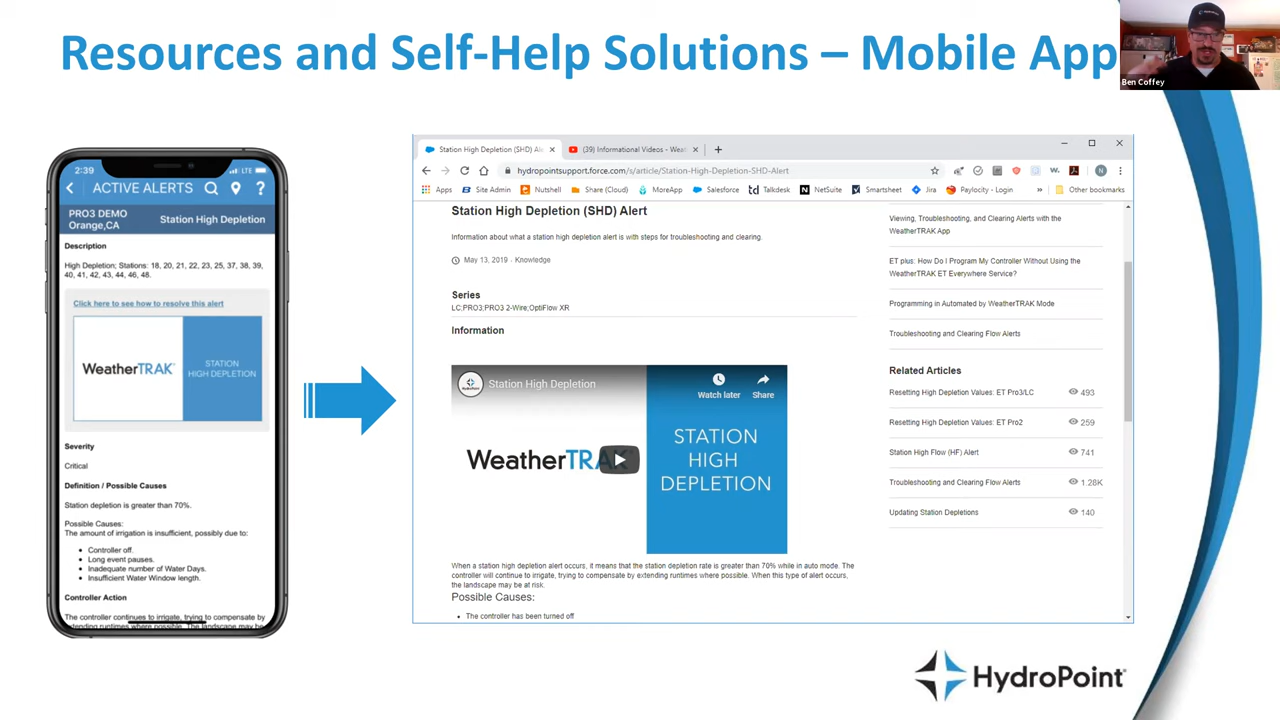 Resources and Self-Help Solutions – Mobile App
Ben Coffey
2:39
LTE
ACTIVE ALERTS
PRO3 DEMO
Orange,CA
Station High Depletion
Description
High Depletion; Stations: 18, 20, 21, 22, 23, 25, 37, 38, 39,
40, 41, 42, 43, 44, 46, 48.
Click here to see how to resolve this alert
WeatherTRAK
STATION
HIGH DEPLETION
Severity
Critical
Definition / Possible Causes
Station depletion is greater than 70%.
Possible Causes:
The amount of irrigation is insufficient, possibly due to:
• Controller off.
• Long event pauses.
• Inadequate number of Water Days.
• Insufficient Water Window length.
Controller Action
The controller continues to irrigate, trying to compensate by
extending runtimes where possible. The landscape may be
Station High Depletion (SHD) Al
(39) Informational Videos - Weat
hydropointsupport.force.com/s/article/Station-High-Depletion-SHD-Alert
Apps
Site Admin
Nutshell
Share (Cloud)
MoreApp
Salesforce
Talkdesk
NetSuite
Smartsheet
Jira
Paylocity - Login
»
Other bookmarks
Station High Depletion (SHD) Alert
Information about what a station high depletion alert is with steps for troubleshooting and clearing.
May 13, 2019 · Knowledge
Series
LC;PRO3;PRO3 2-Wire;OptiFlow XR
Information
HydroPoint
Station High Depletion
Watch later
Share
WeatherTRAK
STATION
HIGH
DEPLETION
When a station high depletion alert occurs, it means that the station depletion rate is greater than 70% while in auto mode. The
controller will continue to irrigate, trying to compensate by extending runtimes where possible. When this type of alert occurs,
the landscape may be at risk.
Possible Causes:
• The controller has been turned off
Viewing, Troubleshooting, and Clearing Alerts with the
WeatherTRAK App
ET plus: How Do I Program My Controller Without Using the
WeatherTRAK ET Everywhere Service?
Programming in Automated by WeatherTRAK Mode
Troubleshooting and Clearing Flow Alerts
Related Articles
Resetting High Depletion Values: ET Pro3/LC 493
Resetting High Depletion Values: ET Pro2 259
Station High Flow (HF) Alert 741
Troubleshooting and Clearing Flow Alerts 1.28K
Updating Station Depletions 140
HydroPoint